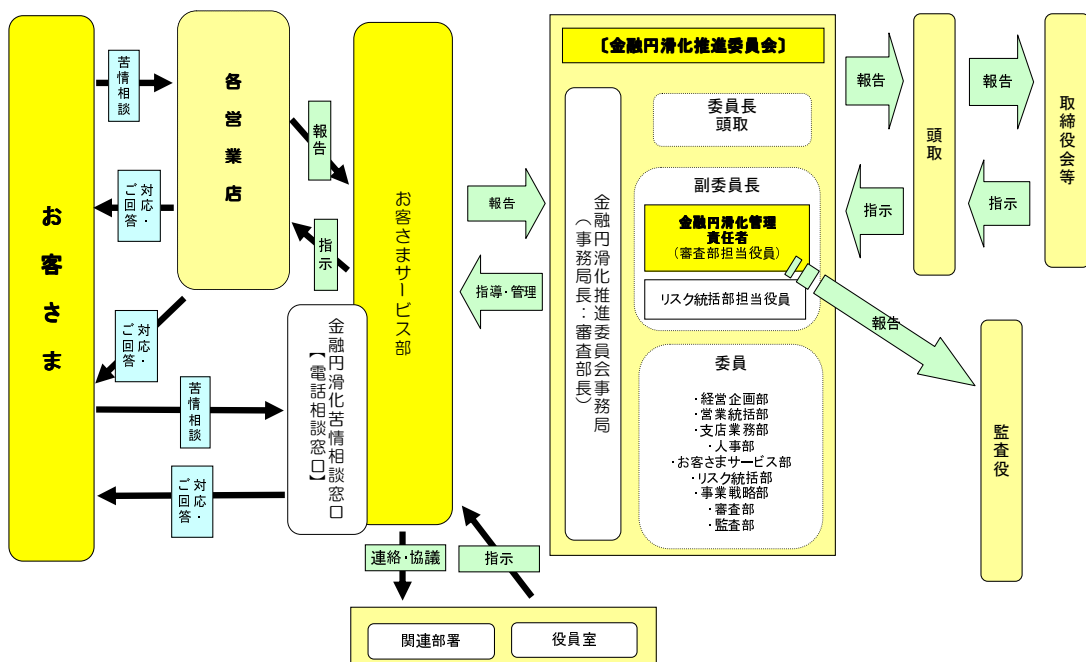 お客さま
苦情相談
対応・
ご回答
対応・
ご回答
苦情相談
対応・
ご回答
各営業店
報告
指示
金融円滑化苦情相談窓口
【電話相談窓口】
お客さまサービス部
報告
指導・管理
連絡・協議
指示
関連部署
役員室
〔金融円滑化推進委員会〕
金融円滑化推進委員会事務局
（事務局長：審査部長）
委員長
頭取
副委員長
金融円滑化管理
責任者
（審査部担当役員）
リスク統括部担当役員
委員
・経営企画部
・営業統括部
・支店業務部
・人事部
・お客さまサービス部
・リスク統括部
・事業戦略部
・審査部
・監査部
報告
指示
報告
頭取
報告
指示
取締役会等
監査役